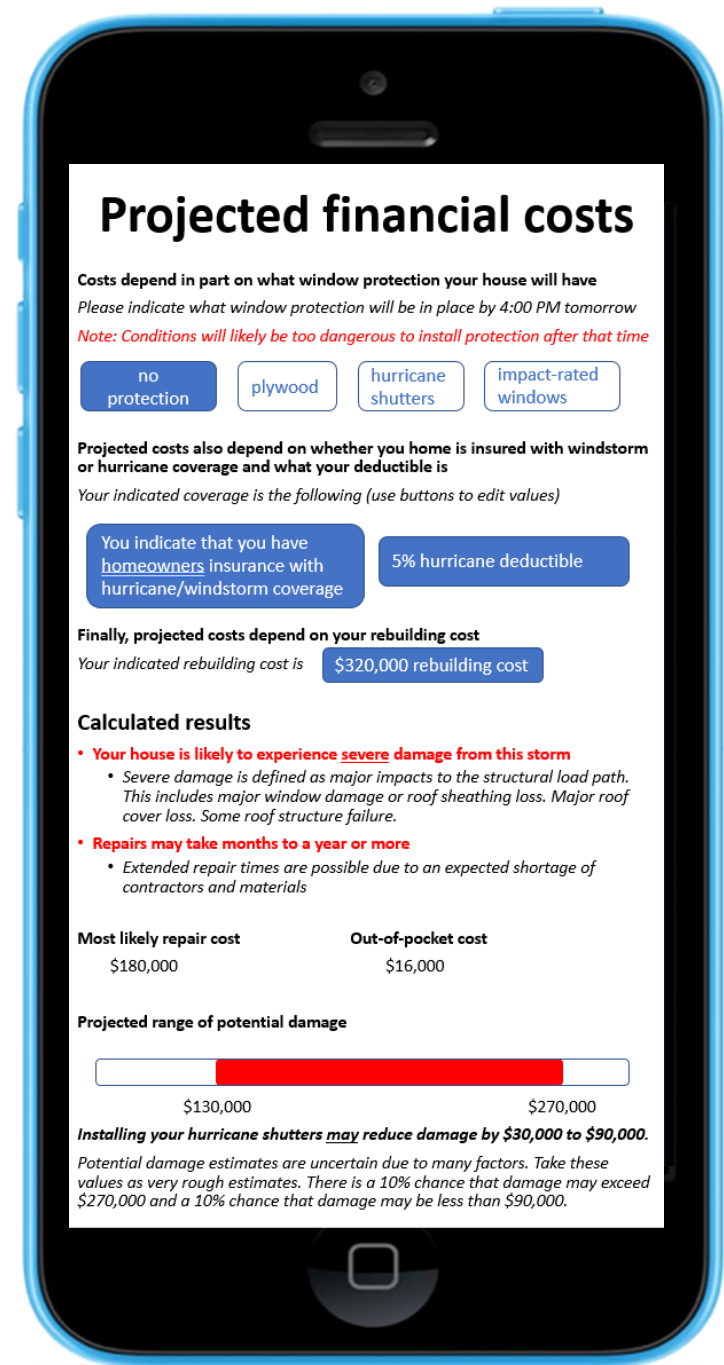 Projected financial costs
Costs depend in part on what window protection your house will have
Please indicate what window protection will be in place by 4:00 PM tomorrow
Note: Conditions will likely be too dangerous to install protection after that time
no
protection
plywood
hurricane
shutters
impact-rated
windows
Projected costs also depend on whether you home is insured with windstorm
or hurricane coverage and what your deductible is
Your indicated coverage is the following (use buttons to edit values)
You indicate that you have
homeowners insurance with
hurricane/windstorm coverage
5% hurricane deductible
Finally, projected costs depend on your rebuilding cost
Your indicated rebuilding cost is
$320,000 rebuilding cost
Calculated results
• Your house is likely to experience severe damage from this storm
• Severe damage is defined as major impacts to the structural load path.
This includes major window damage or roof sheathing loss. Major roof
cover loss. Some roof structure failure.
• Repairs may take months to a year or more
• Extended repair times are possible due to an expected shortage of
contractors and materials
Most likely repair cost
$180,000
Out-of-pocket cost
$16,000
Projected range of potential damage
$130,000
$270,000
Installing your hurricane shutters may reduce damage by $30,000 to $90,000.
Potential damage estimates are uncertain due to many factors. Take these
values as very rough estimates. There is a 10% chance that damage may exceed
$270,000 and a 10% chance that damage may be less than $90,000.